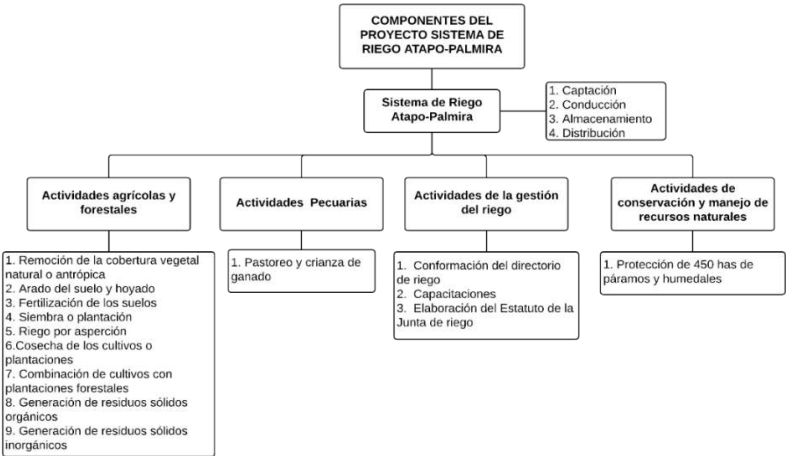 COMPONENTES DEL
PROYECTO SISTEMA DE
RIEGO ATAPO-PALMIRA
Sistema de Riego
Atapo-Palmira
1. Captación
2. Conducción
3. Almacenamiento
4. Distribución
Actividades agrícolas y
forestales
Actividades Pecuarias
Actividades de la gestión
del riego
Actividades de
conservación y manejo de
recursos naturales
1. Remoción de la cobertura vegetal
natural o antrópica
2. Arado del suelo y hoyado
3. Fertilización de los suelos
4. Siembra o plantación
5. Riego por asperción
6.Cosecha de los cultivos o
plantaciones
7. Combinación de cultivos con
plantaciones forestales
8. Generación de residuos sólidos
orgánicos
9. Generación de residuos sólidos
inorgánicos
1. Pastoreo y crianza de
ganado
1. Conformación del directorio
de riego
2. Capacitaciones
3. Elaboración del Estatuto de la
Junta de riego
1. Protección de 450 has de
páramos y humedales